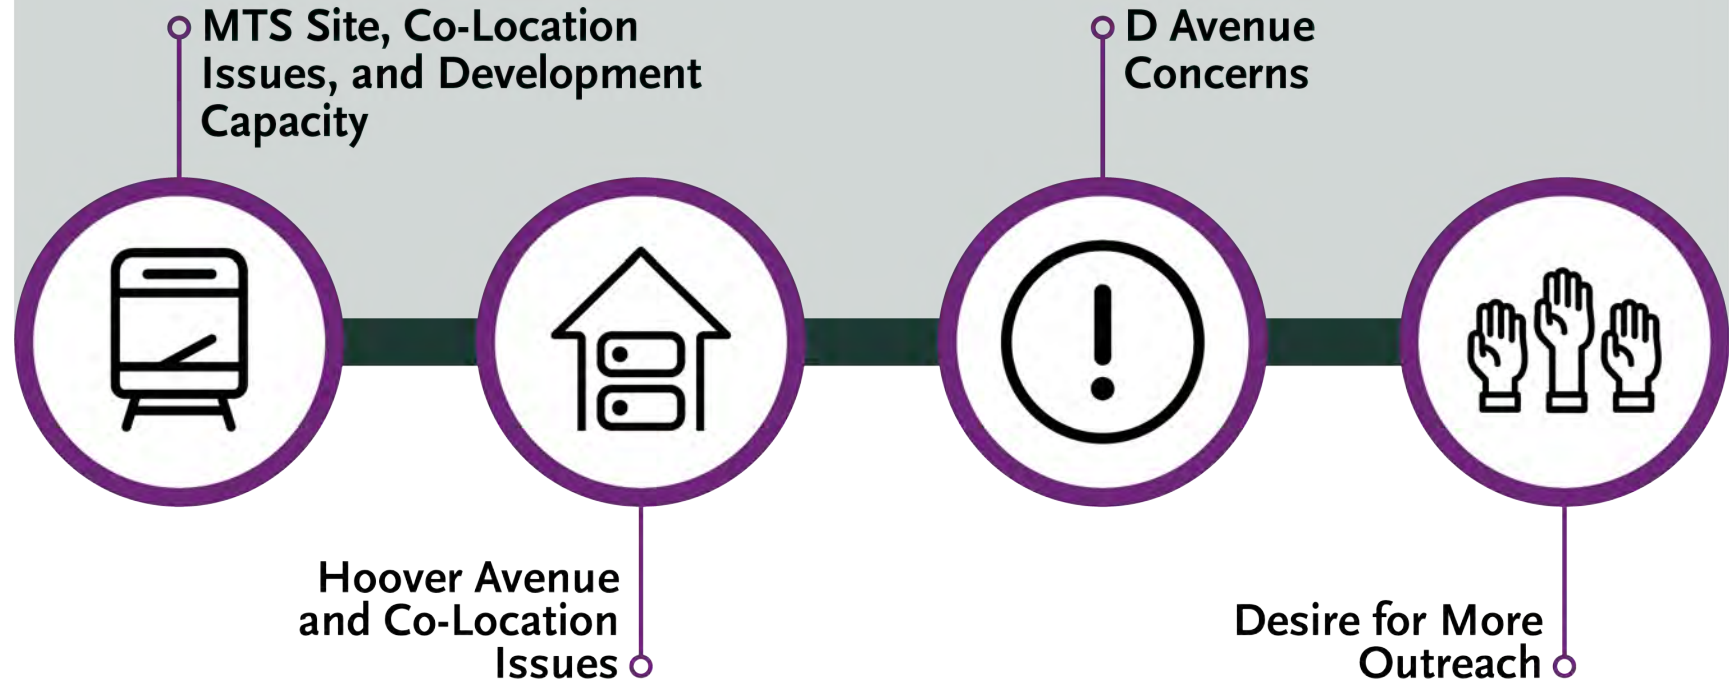 MTS Site, Co-Location
Issues, and Development
Capacity
D Avenue
Concerns
Hoover Avenue
and Co-Location
Issues
Desire for More
Outreach